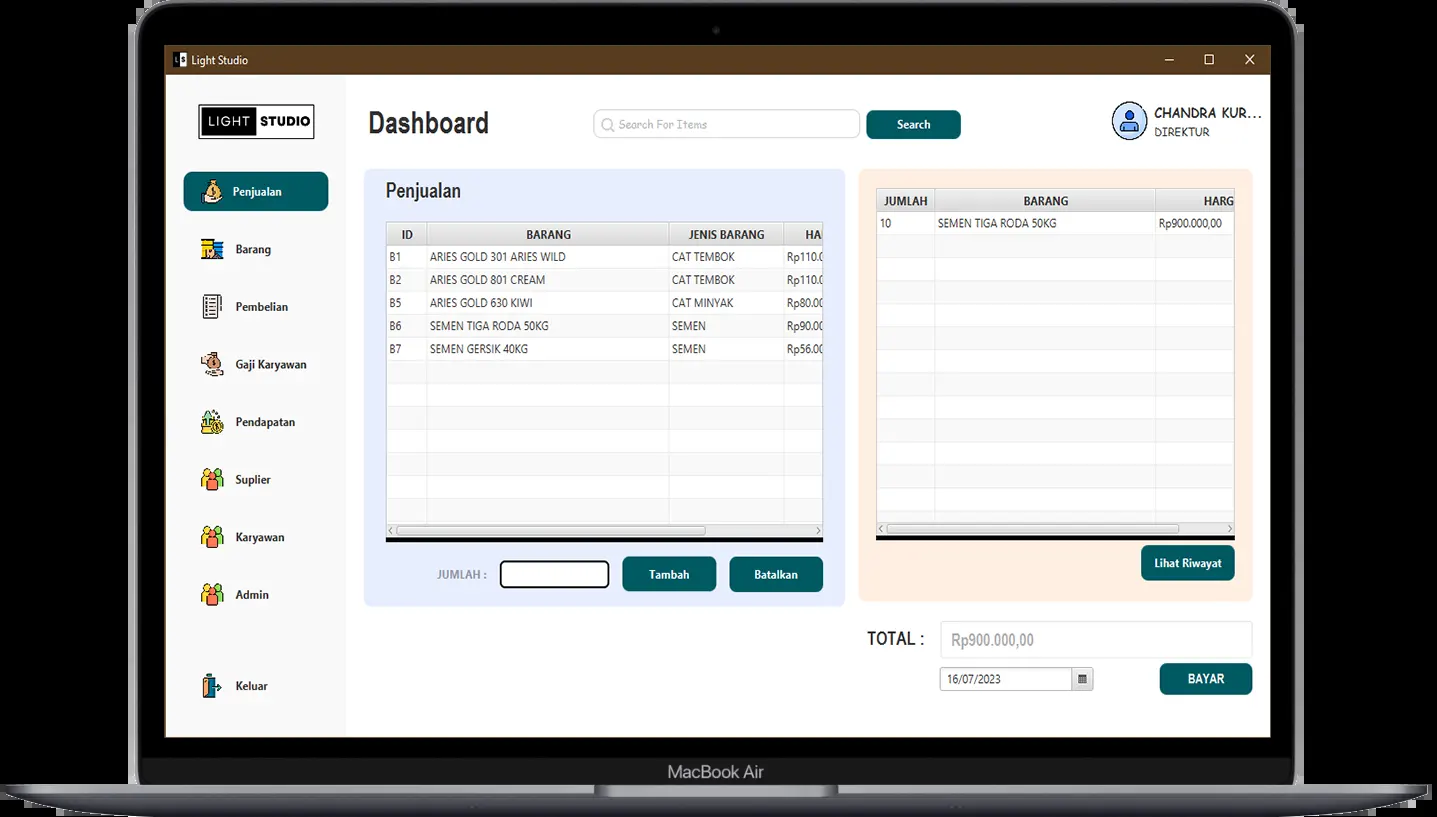 Light Studio
LIGHT STUDIO
Dashboard
Search For Items
Search
CHANDRA KUR...
DIREKTUR
Penjualan
Barang
Pembelian
Gaji Karyawan
Pendapatan
Suplier
Karyawan
Admin
Keluar
Penjualan
ID BARANG JENIS BARANG HA
B1 ARIES GOLD 301 ARIES WILD CAT TEMBOK Rp110.0
B2 ARIES GOLD 801 CREAM CAT TEMBOK Rp110.0
B5 ARIES GOLD 630 KIWI CAT MINYAK Rp80.00
B6 SEMEN TIGA RODA 50KG SEMEN Rp90.00
B7 SEMEN GERSIK 40KG SEMEN Rp56.00
JUMLAH :
Tambah
Batalkan
JUMLAH BARANG HARG
10 SEMEN TIGA RODA 50KG Rp900.000,00
Lihat Riwayat
TOTAL : Rp900.000,00
16/07/2023
BAYAR
MacBook Air